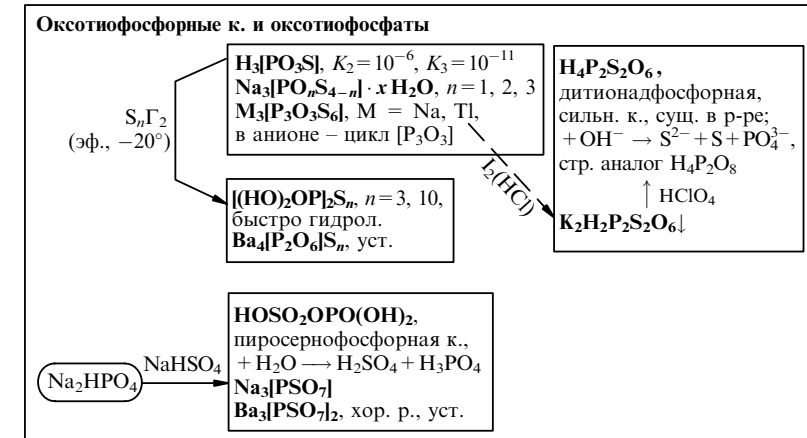 Оксотиофосфорные к. и оксотиофосфаты
H₃[PO₃S], K₂=10⁻⁶, K₃=10⁻¹¹
Na₃[POₙS₄₋ₙ] · x H₂O, n=1, 2, 3
M₃[P₃O₃S₆], M = Na, Tl,
в анионе – цикл [P₃O₃]
SₙΓ₂
(эф., −20°)
I₂(HCl)
H₄P₂S₂O₆,
дитионадфосфорная,
сильн. к., сущ. в р-ре;
+OH⁻ → S²⁻+S+PO₄³⁻,
стр. аналог H₄P₂O₈
↑ HClO₄
K₂H₂P₂S₂O₆↓
[(HO)₂OP]₂Sₙ, n=3, 10,
быстро гидрол.
Ba₄[P₂O₆]Sₙ, уст.
HOSO₂OPO(OH)₂,
пиросернофосфорная к.,
+H₂O ⟶ H₂SO₄+H₃PO₄
Na₃[PSO₇]
Ba₃[PSO₇]₂, хор. р., уст.
Na₂HPO₄
NaHSO₄